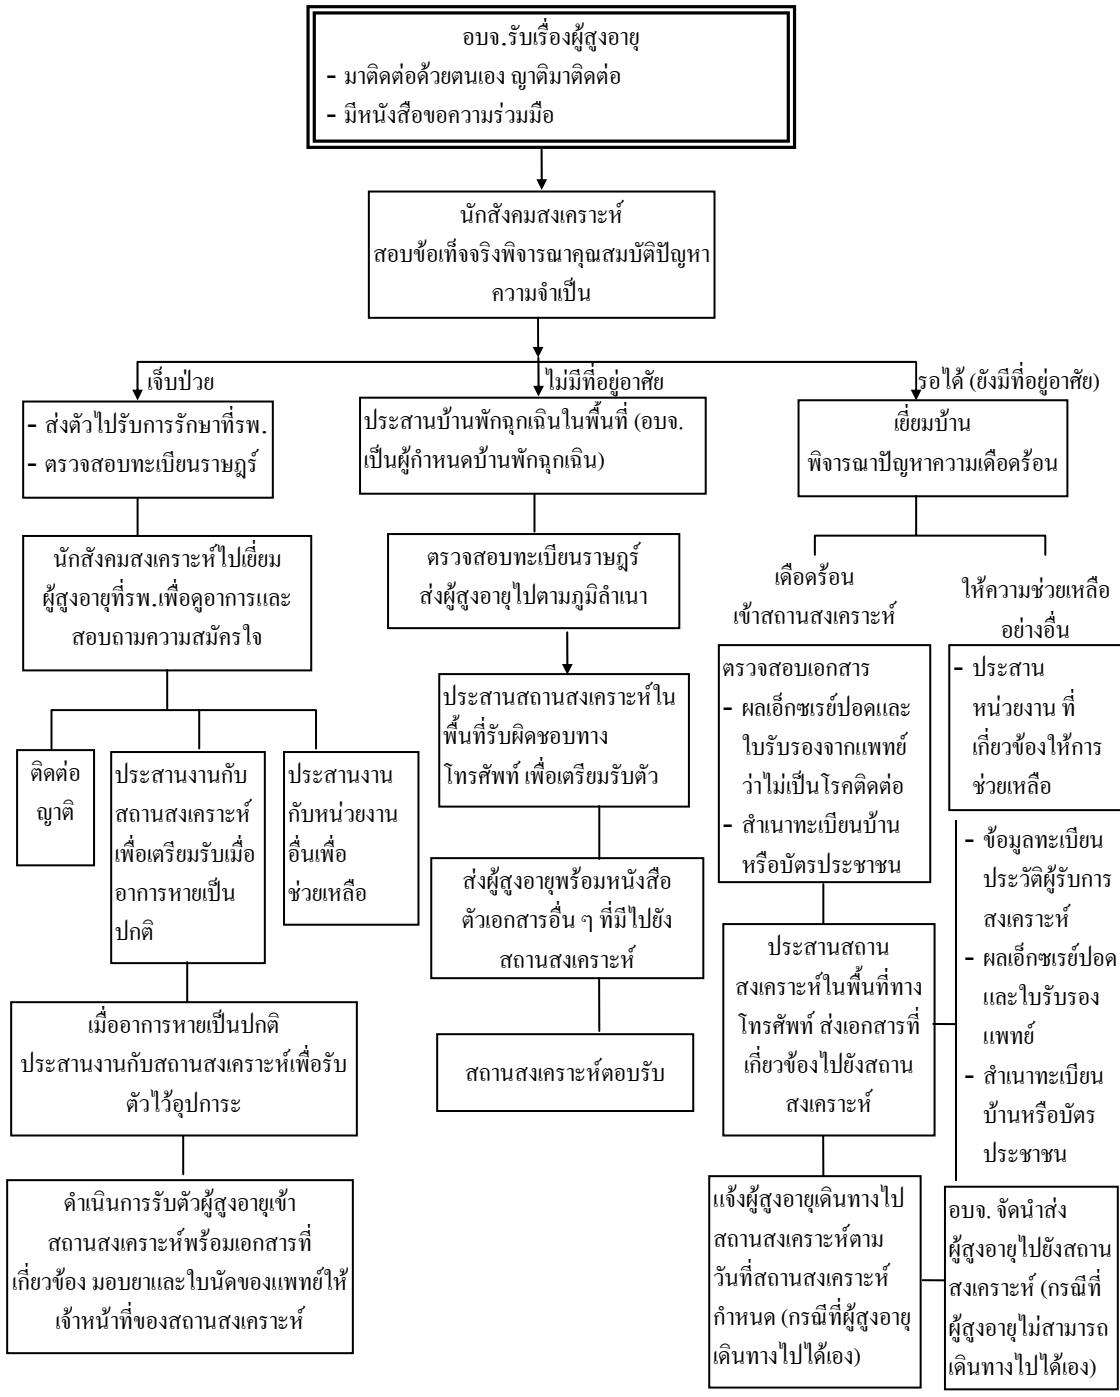 อบจ.รับเรื่องผู้สูงอายุ
- มาติดต่อด้วยตนเอง ญาติมาติดต่อ
- มีหนังสือขอความร่วมมือ
นักสังคมสงเคราะห์
สอบข้อเท็จจริงพิจารณาคุณสมบัติปัญหา
ความจำเป็น
เจ็บป่วย
- ส่งตัวไปรับการรักษาที่รพ.
- ตรวจสอบทะเบียนราษฎร์
นักสังคมสงเคราะห์ไปเยี่ยม
ผู้สูงอายุที่รพ.เพื่อดูอาการและ
สอบถามความสมัครใจ
ติดต่อ
ญาติ
ประสานงานกับ
สถานสงเคราะห์
เพื่อเตรียมรับเมื่อ
อาการหายเป็น
ปกติ
ประสานงาน
กับหน่วยงาน
อื่นเพื่อ
ช่วยเหลือ
เมื่ออาการหายเป็นปกติ
ประสานงานกับสถานสงเคราะห์เพื่อรับ
ตัวไว้อุปการะ
ดำเนินการรับตัวผู้สูงอายุเข้า
สถานสงเคราะห์พร้อมเอกสารที่
เกี่ยวข้อง มอบยาและใบนัดของแพทย์ให้
เจ้าหน้าที่ของสถานสงเคราะห์
ไม่มีที่อยู่อาศัย
ประสานบ้านพักฉุกเฉินในพื้นที่ (อบจ.
เป็นผู้กำหนดบ้านพักฉุกเฉิน)
ตรวจสอบทะเบียนราษฎร์
ส่งผู้สูงอายุไปตามภูมิลำเนา
ประสานสถานสงเคราะห์ใน
พื้นที่รับผิดชอบทาง
โทรศัพท์ เพื่อเตรียมรับตัว
ส่งผู้สูงอายุพร้อมหนังสือ
ตัวเอกสารอื่น ๆ ที่มีไปยัง
สถานสงเคราะห์
สถานสงเคราะห์ตอบรับ
รอได้ (ยังมีที่อยู่อาศัย)
เยี่ยมบ้าน
พิจารณาปัญหาความเดือดร้อน
เดือดร้อน
เข้าสถานสงเคราะห์
ตรวจสอบเอกสาร
- ผลเอ็กซเรย์ปอดและ
ใบรับรองจากแพทย์
ว่าไม่เป็นโรคติดต่อ
- สำเนาทะเบียนบ้าน
หรือบัตรประชาชน
ประสานสถาน
สงเคราะห์ในพื้นที่ทาง
โทรศัพท์ ส่งเอกสารที่
เกี่ยวข้องไปยังสถาน
สงเคราะห์
แจ้งผู้สูงอายุเดินทางไป
สถานสงเคราะห์ตาม
วันที่สถานสงเคราะห์
กำหนด (กรณีที่ผู้สูงอายุ
เดินทางไปได้เอง)
ให้ความช่วยเหลือ
อย่างอื่น
- ประสาน
หน่วยงาน ที่
เกี่ยวข้องให้การ
ช่วยเหลือ
- ข้อมูลทะเบียน
ประวัติผู้รับการ
สงเคราะห์
- ผลเอ็กซเรย์ปอด
และใบรับรอง
แพทย์
- สำเนาทะเบียน
บ้านหรือบัตร
ประชาชน
อบจ. จัดนำส่ง
ผู้สูงอายุไปยังสถาน
สงเคราะห์ (กรณีที่
ผู้สูงอายุไม่สามารถ
เดินทางไปได้เอง)